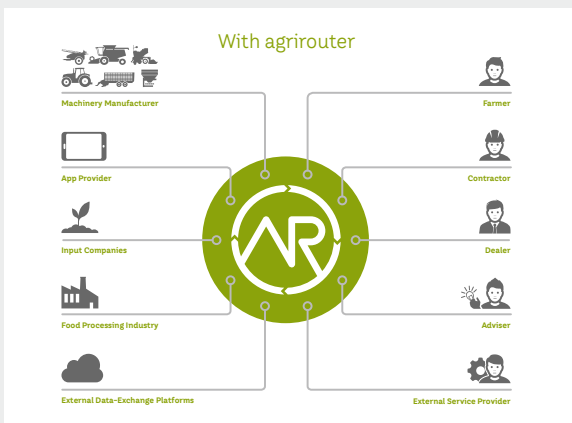 With agrirouter
Machinery Manufacturer
Farmer
App Provider
Contractor
AR
Input Companies
Dealer
Food Processing Industry
Adviser
External Data-Exchange Platforms
External Service Provider